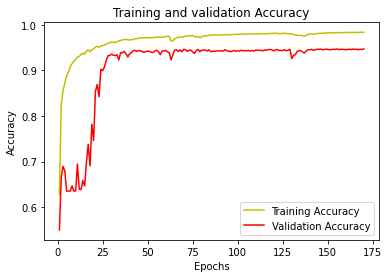 Training and validation Accuracy
1.0
0.9
0.8
0.7
0.6
Accuracy
0
25
50
75
100
125
150
175
Epochs
Training Accuracy
Validation Accuracy